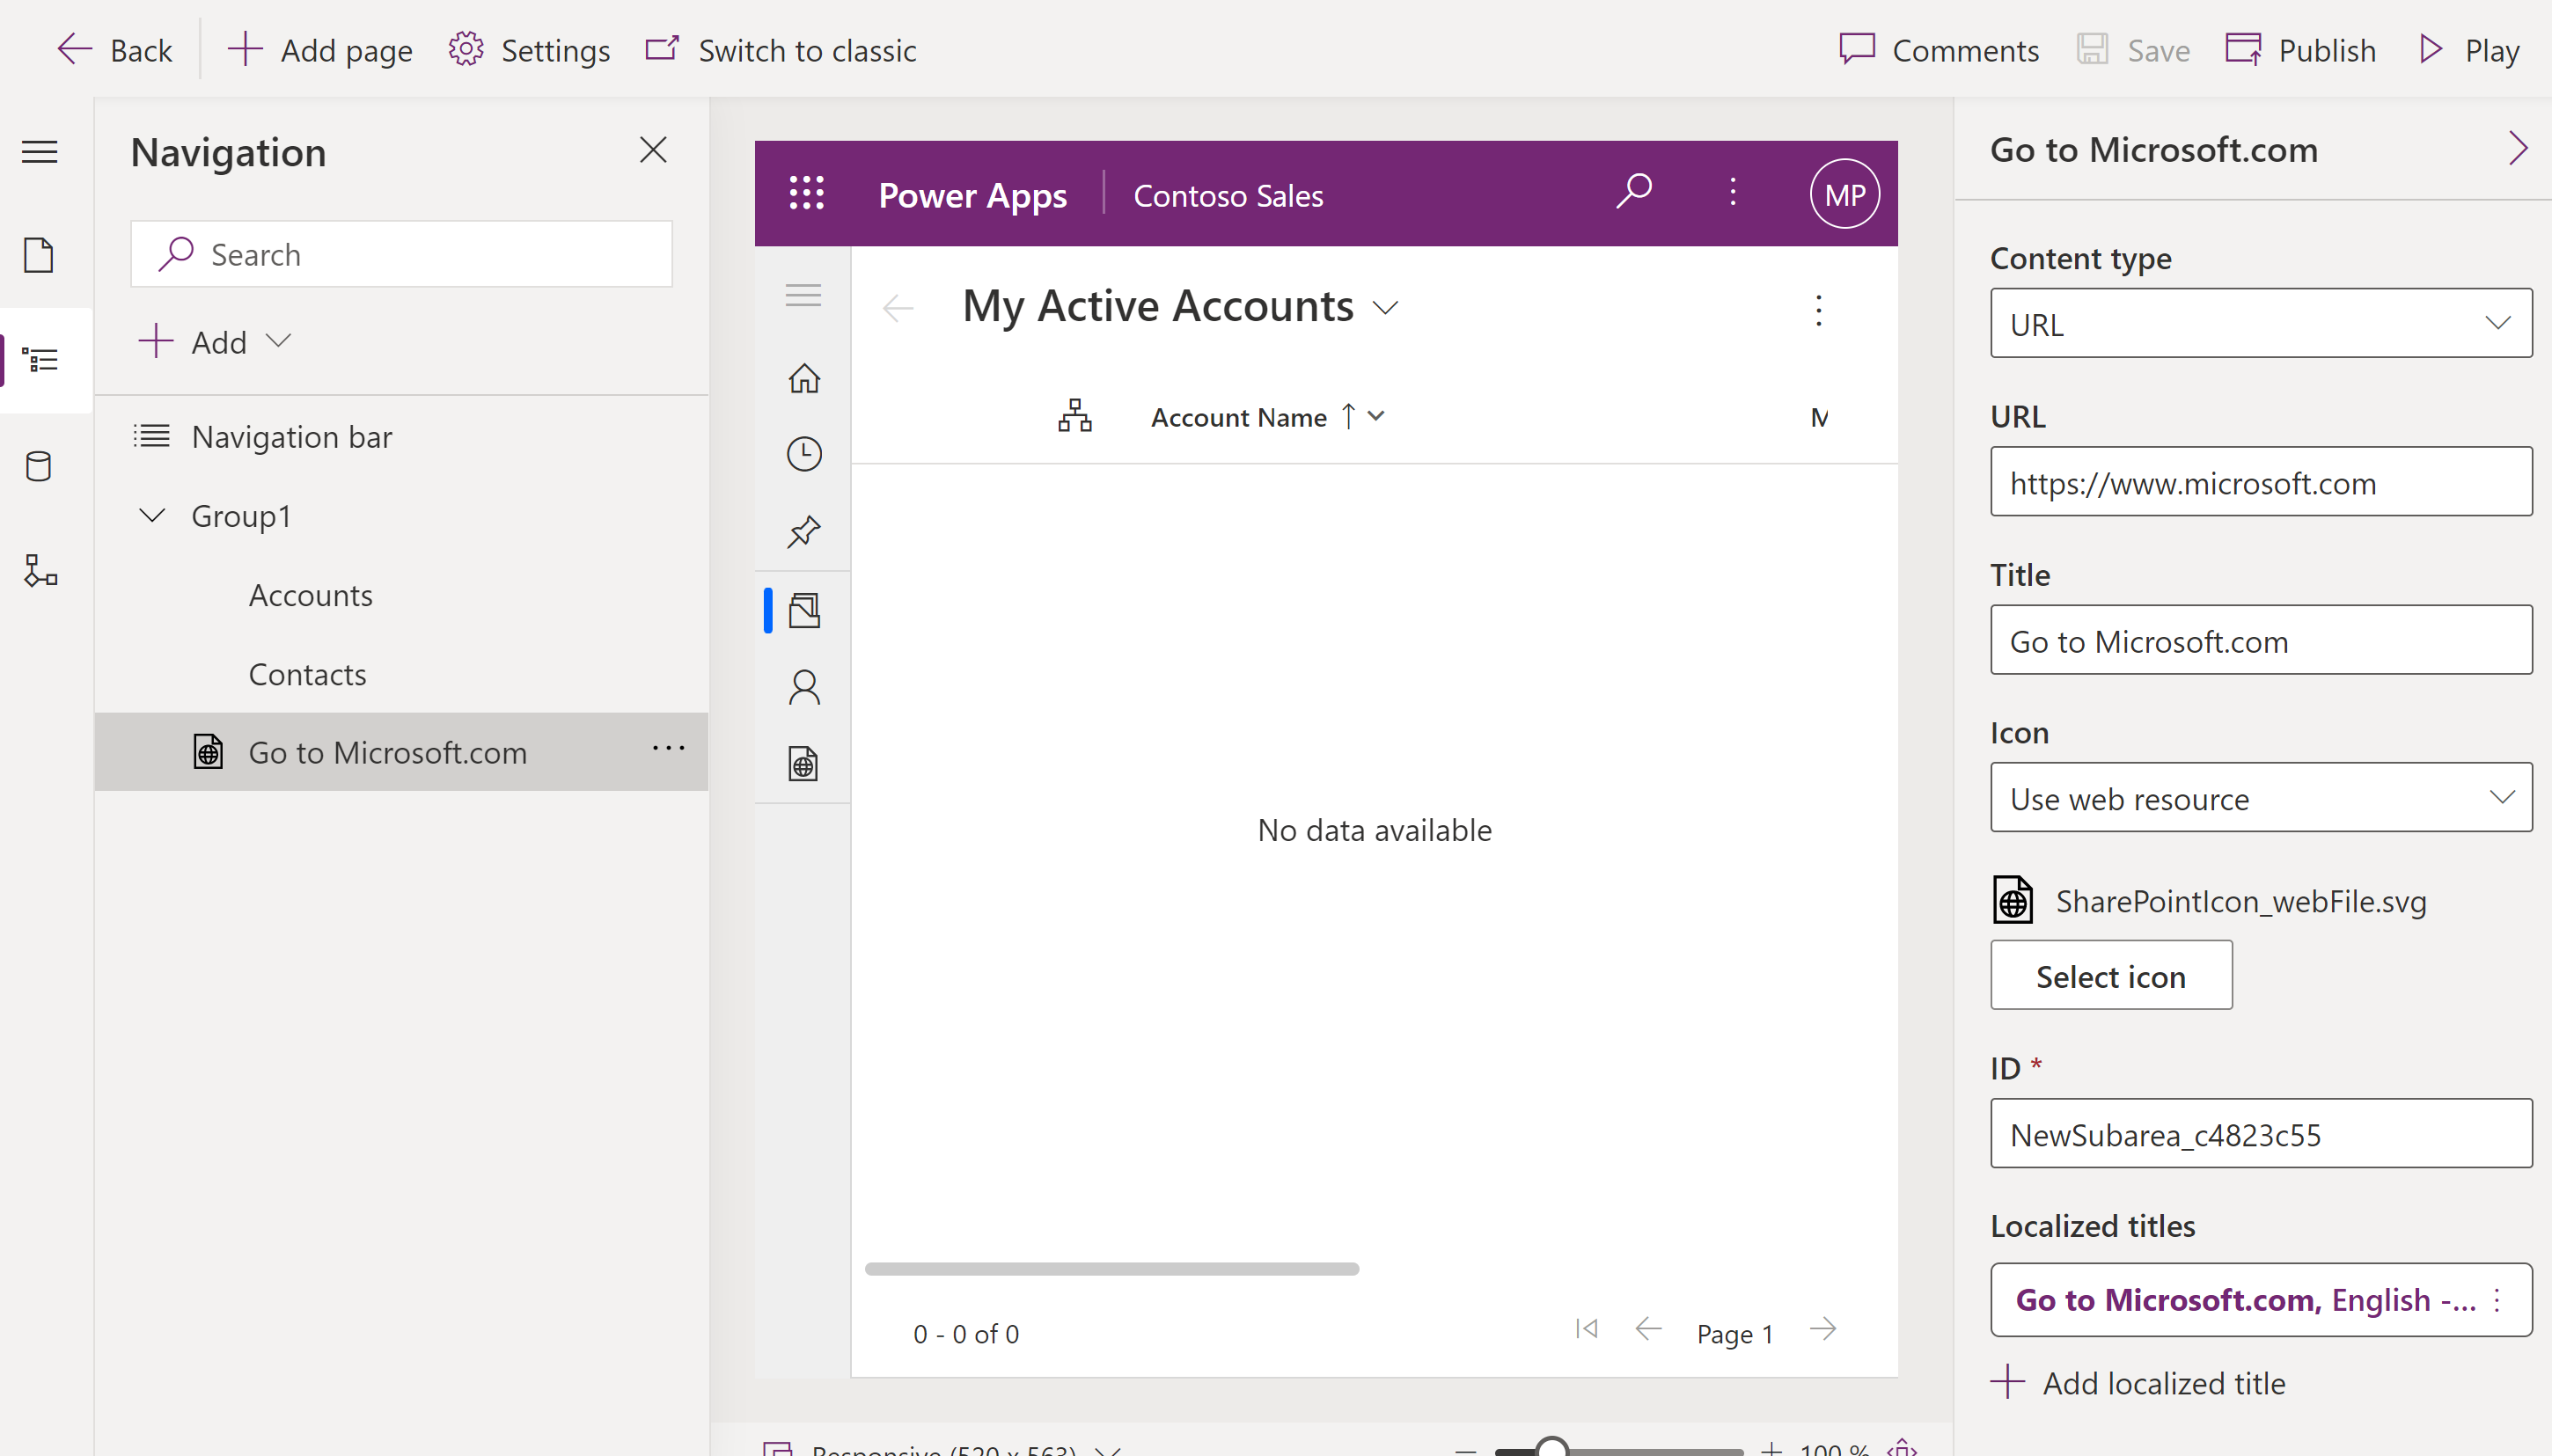 Back
Add page
Settings
Switch to classic
Comments
Save
Publish
Play
Navigation
Search
Add
Navigation bar
Group1
Accounts
Contacts
Go to Microsoft.com
Power Apps
Contoso Sales
MP
My Active Accounts
Account Name
M
No data available
0 - 0 of 0
Page 1
Responsive (520 x 563)
100 %
Go to Microsoft.com
Content type
URL
URL
https://www.microsoft.com
Title
Go to Microsoft.com
Icon
Use web resource
SharePointIcon_webFile.svg
Select icon
ID *
NewSubarea_c4823c55
Localized titles
Go to Microsoft.com, English -...
Add localized title